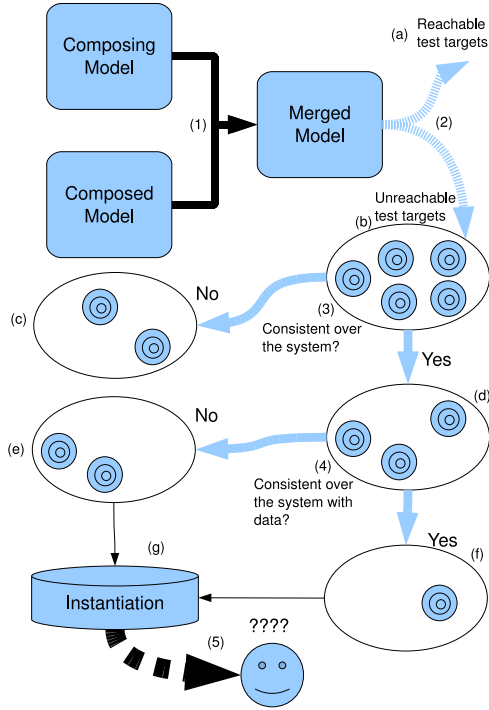 Composing
Model
(a)
Reachable
test targets
(1)
Merged
Model
(2)
Composed
Model
Unreachable
test targets
(b)
No
(c)
(3)
Consistent over
the system?
Yes
(d)
No
(e)
(4)
Consistent over
the system with
data?
Yes
(f)
(g)
Instantiation
(5)
????